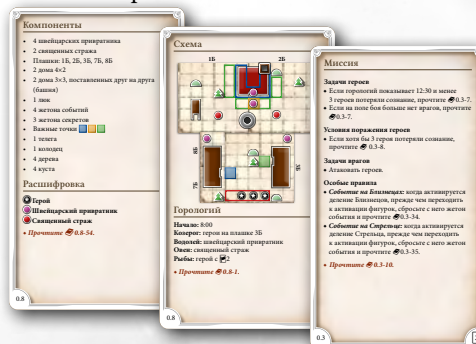 Компоненты
• 4 швейцарских привратника
• 2 священных стража
• Плашки: 1Б, 2Б, 3Б, 7Б, 8Б
• 2 дома 4×2
• 2 дома 3×3, поставленных друг на друга
(башня)
• 1 люк
• 4 жетона событий
• 3 жетона секретов
• Важные точки
• 1 телега
• 1 колодец
• 4 дерева
• 4 куста
Расшифровка
Герой
Швейцарский привратник
Священный страж
• Прочтите 0.8-54.
0.8
Схема
1Б 2Б
8Б
7Б
3Б
Горологий
Начало: 8:00
Козерог: герои на плашке 3Б
Водолей: швейцарский привратник
Овен: священный страж
Рыбы: герой с 2
• Прочтите 0.8-1.
0.8
Миссия
Задачи героев
• Если горологий показывает 12:30 и менее
3 героев потеряли сознание, прочтите 0.3-7.
• Если на поле боя больше нет врагов, прочтите
0.3-7.
Условия поражения героев
• Если хотя бы 3 героя потеряли сознание,
прочтите 0.3-8.
Задачи врагов
• Атаковать героев.
Особые правила
• Событие на Близнецах: когда активируется
деление Близнецов, прежде чем переходить
к активации фигурок, сбросьте с него жетон
события и прочтите 0.3-34.
• Событие на Стрельце: когда активируется
деление Стрельца, прежде чем переходить
к активации фигурок, сбросьте с него жетон
события и прочтите 0.3-35.
• Прочтите 0.3-10.
0.3